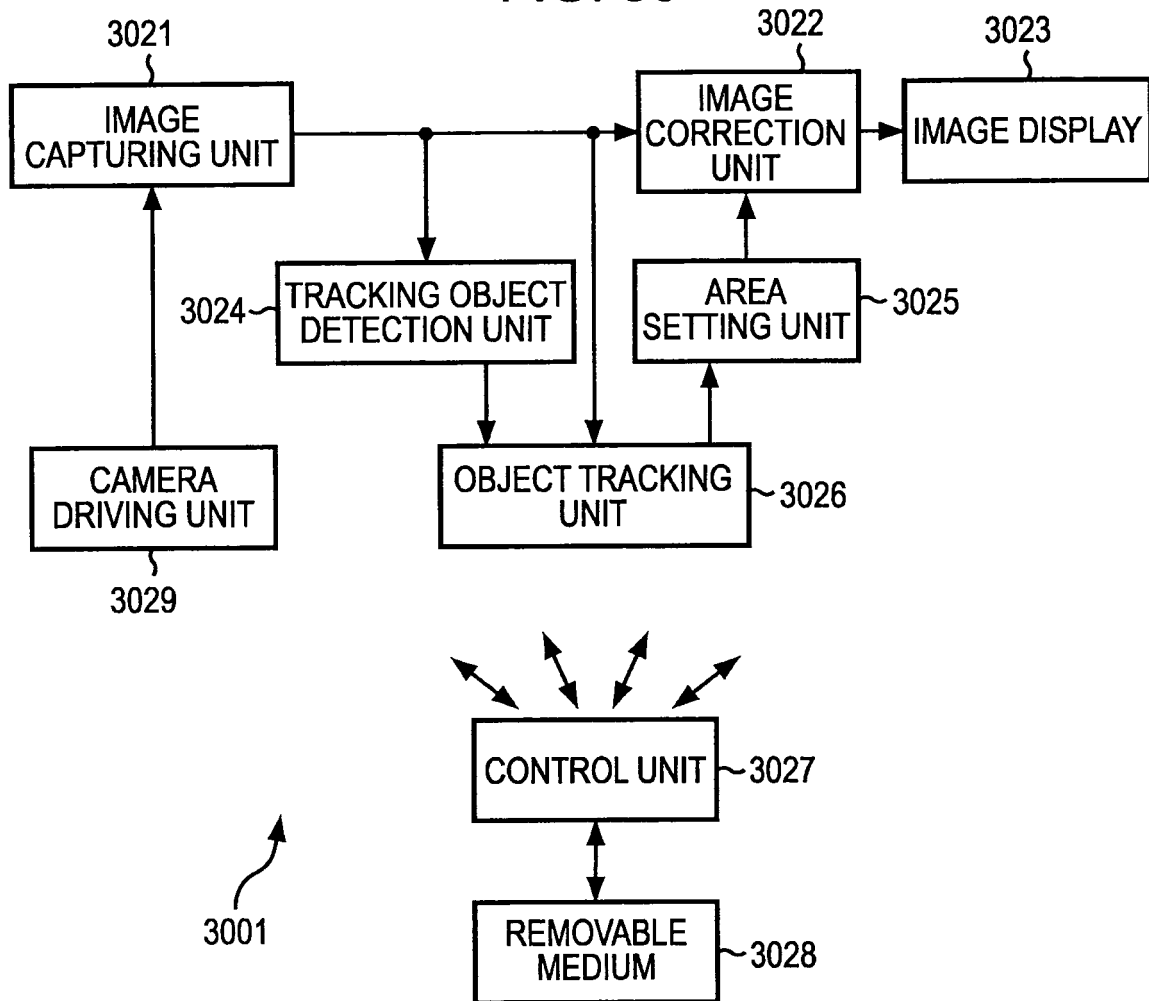 3021
3022
3023
IMAGE
CAPTURING UNIT
IMAGE
CORRECTION
UNIT
IMAGE DISPLAY
3024
TRACKING OBJECT
DETECTION UNIT
AREA
SETTING UNIT
3025
CAMERA
DRIVING UNIT
OBJECT TRACKING
UNIT
3026
3029
CONTROL UNIT
3027
3001
REMOVABLE
MEDIUM
3028